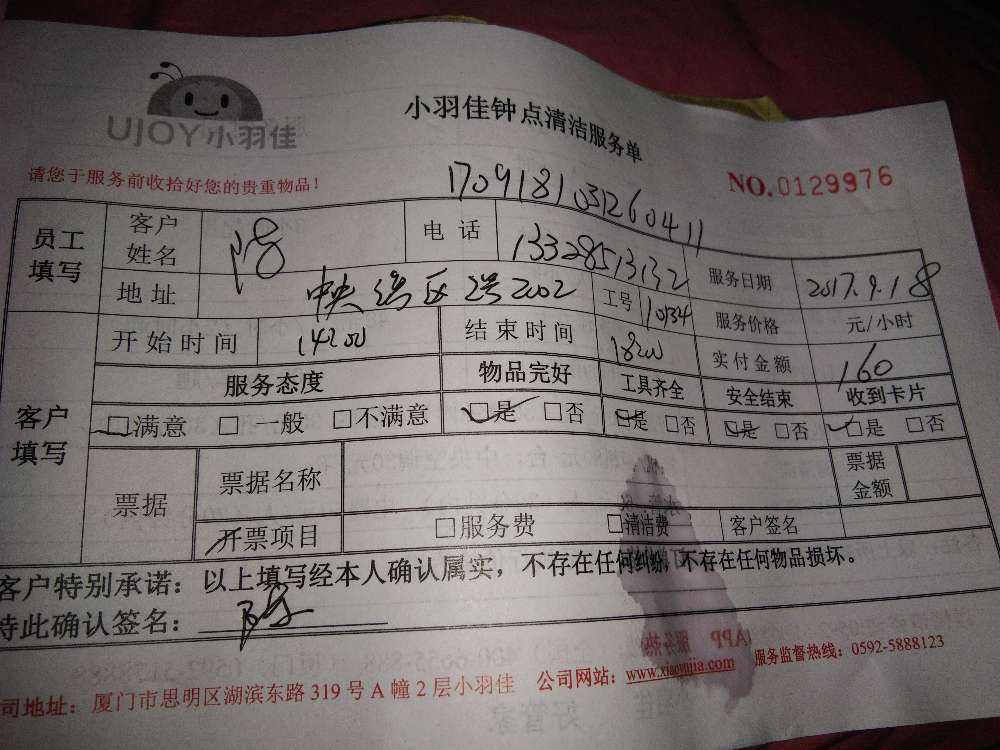 UJOY小羽佳
小羽佳钟点清洁服务单
请您于服务前收拾好您的贵重物品！
NO.0129976
1709181031260411
员工填写 客户姓名 电话 13328513132 服务日期 2017.9.18
地址 中央 区 2002 工号 10134 服务价格 元/小时
客户填写 开始时间 14200 结束时间 18200 实付金额 160
服务态度 物品完好 工具齐全 安全结束 收到卡片
□满意 □一般 □不满意 □是 □否 □是 □否 □是 □否 □是 □否
票据 票据名称 票据金额
开票项目 □服务费 □清洁费 客户签名
客户特别承诺：以上填写经本人确认属实，不存在任何纠纷，不存在任何物品损坏。
特此确认签名：
司地址：厦门市思明区湖滨东路319号A幢2层小羽佳 公司网站：www.xiaoyujia.com 服务监督热线：0592-5888123